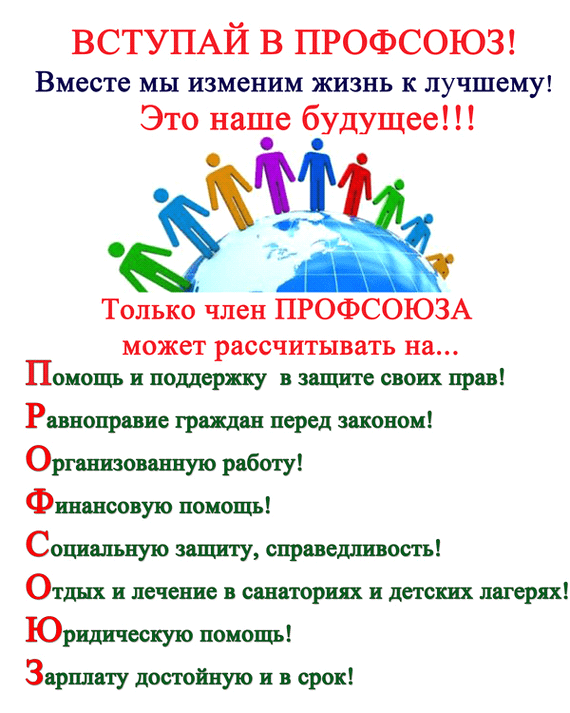 ВСТУПАЙ В ПРОФСОЮЗ!
Вместе мы изменим жизнь к лучшему!
Это наше будущее!!!
Только член ПРОФСОЮЗА
может рассчитывать на...
Помощь и поддержку в защите своих прав!
Равноправие граждан перед законом!
Организованную работу!
Финансовую помощь!
Социальную защиту, справедливость!
Отдых и лечение в санаториях и детских лагерях!
Юридическую помощь!
Зарплату достойную и в срок!